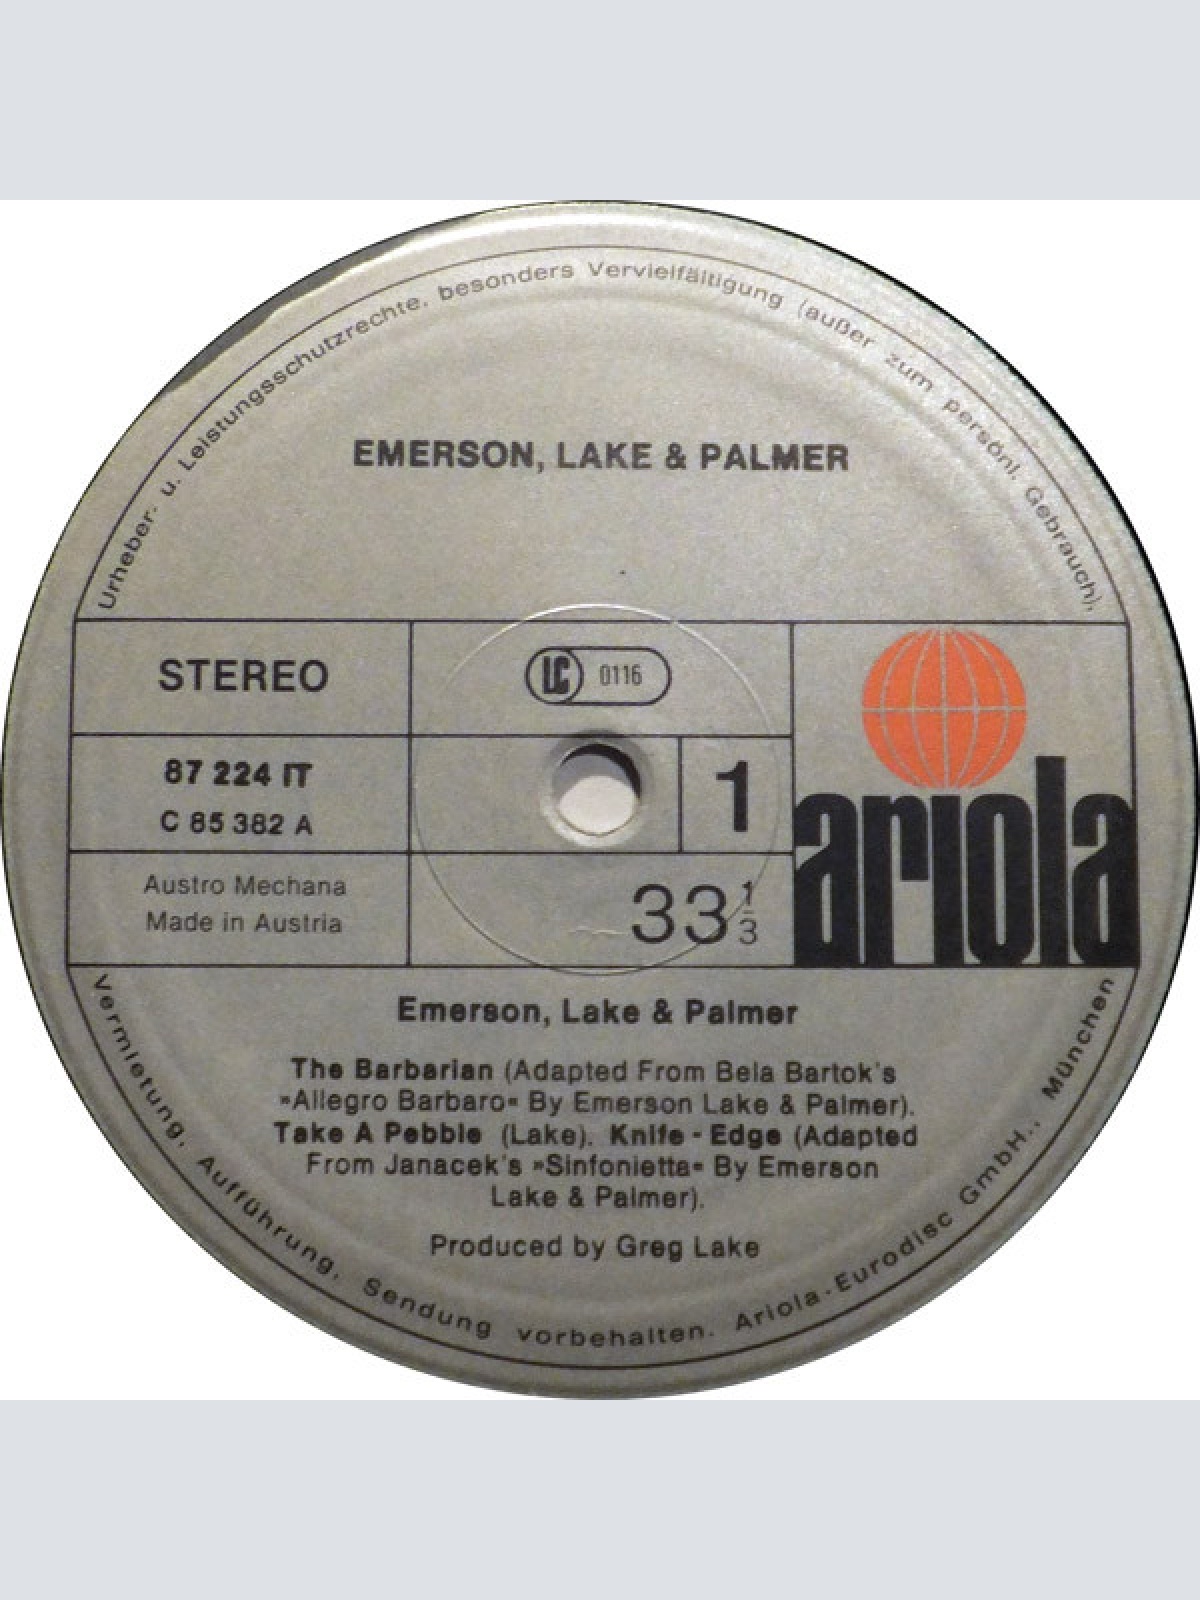 Urheber- u. Leistungsschutzrechte, besonders Vervielfältigung (außer zum persönl. Gebrauch),
EMERSON, LAKE & PALMER
STEREO
LC 0116
87 224 IT
C 85 382 A
1
ariola
Austro Mechana
Made in Austria
33 1/3
Emerson, Lake & Palmer
The Barbarian (Adapted From Bela Bartok's
»Allegro Barbaro« By Emerson Lake & Palmer).
Take A Pebble (Lake). Knife - Edge (Adapted
From Janacek's »Sinfonietta« By Emerson
Lake & Palmer).
Produced by Greg Lake
Vermietung, Aufführung, Sendung vorbehalten. Ariola-Eurodisc GmbH., München